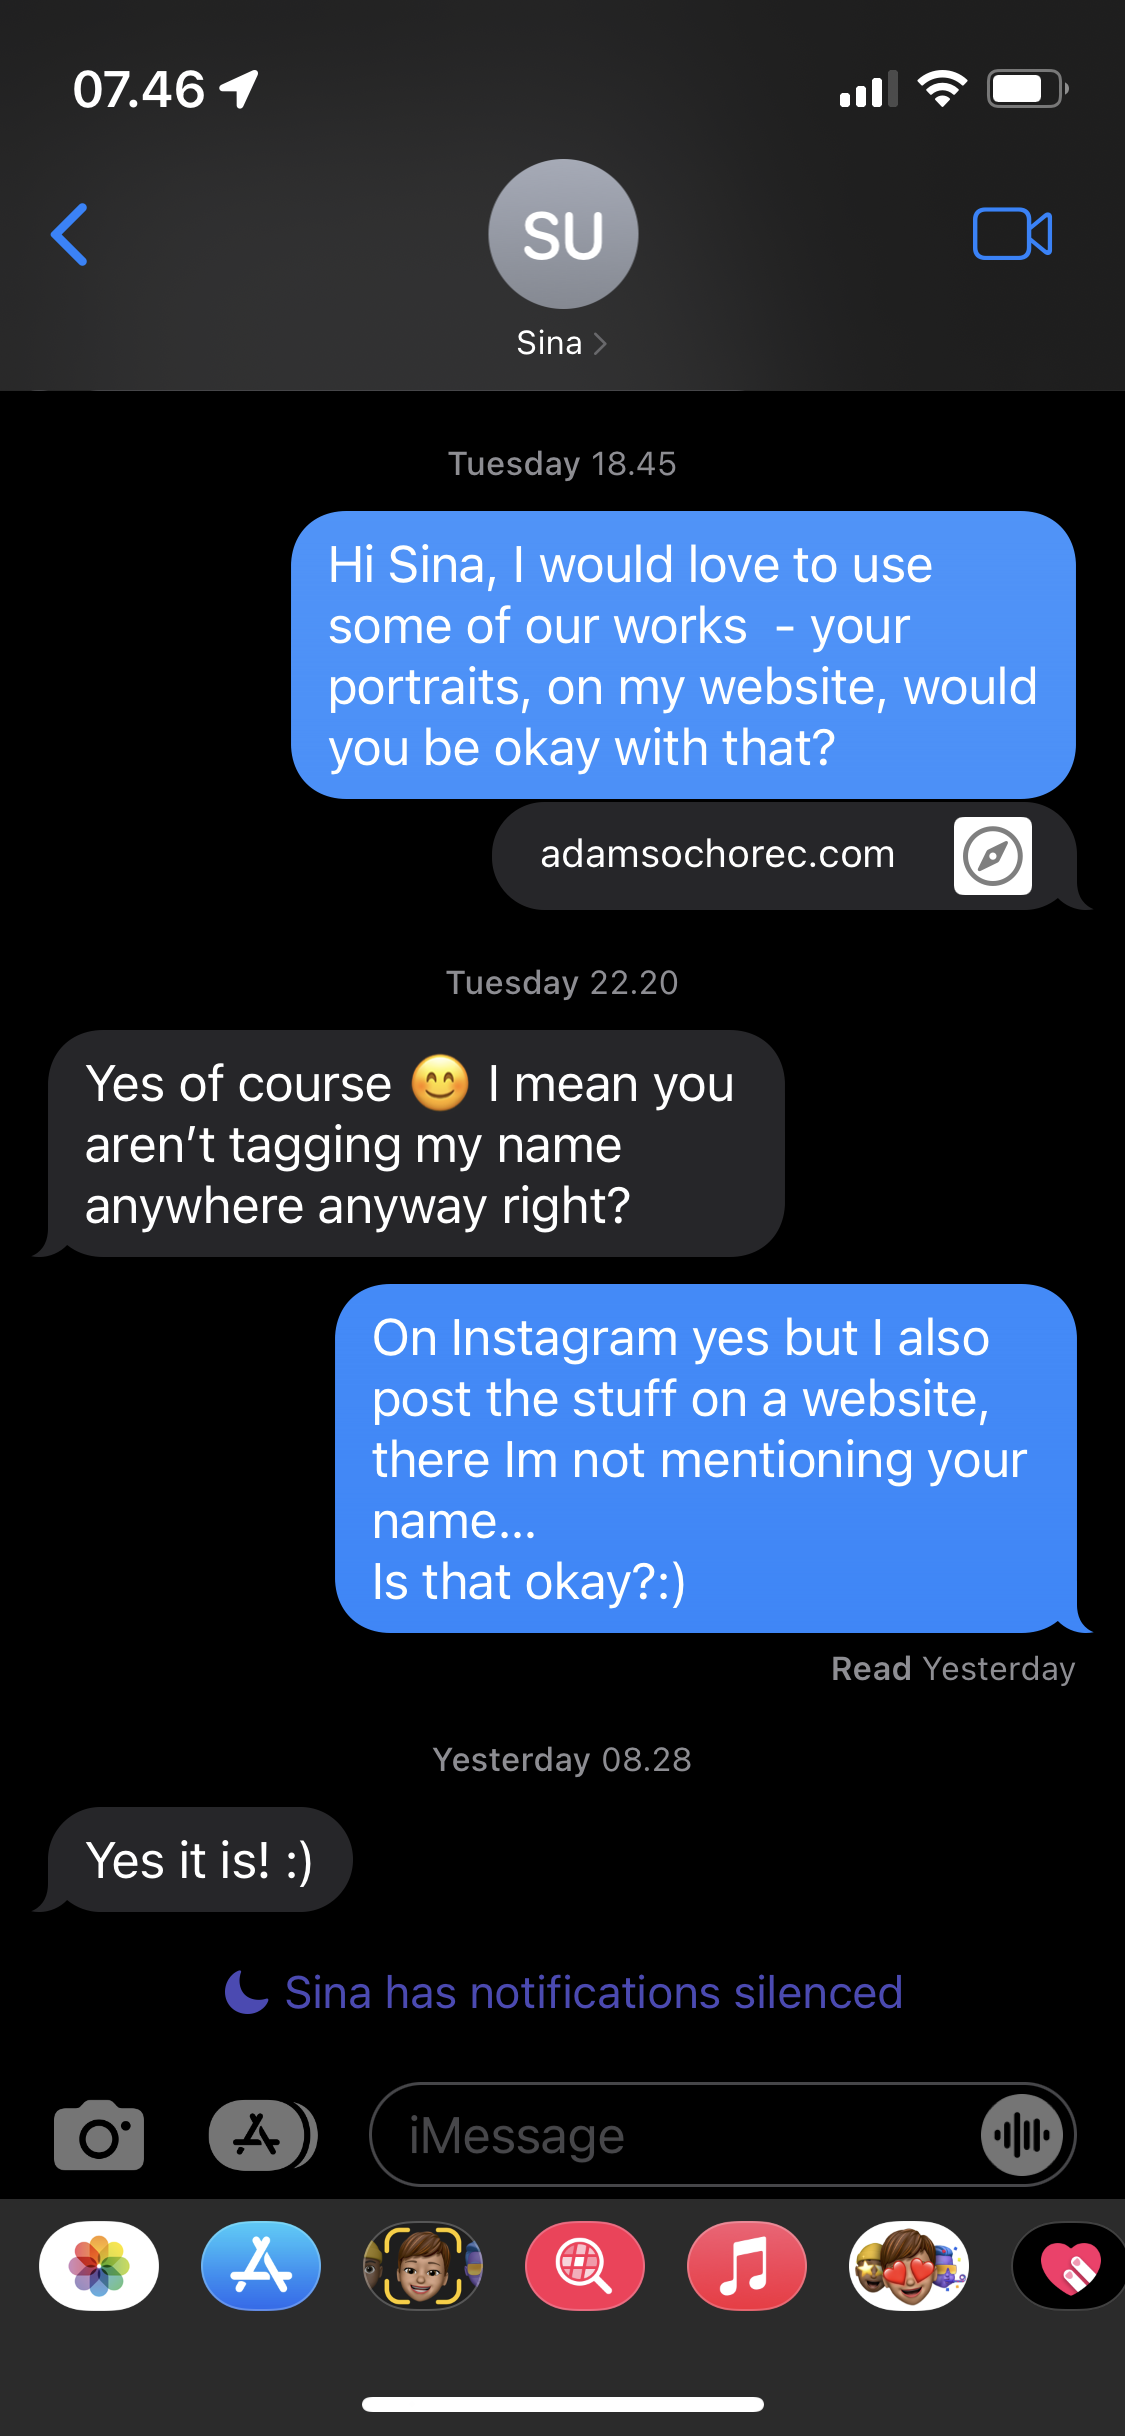 07.46
SU
Sina
Tuesday 18.45
Hi Sina, I would love to use
some of our works  - your
portraits, on my website, would
you be okay with that?
adamsochorec.com
Tuesday 22.20
Yes of course 😊 I mean you
aren’t tagging my name
anywhere anyway right?
On Instagram yes but I also
post the stuff on a website,
there Im not mentioning your
name...
Is that okay?:)
Read Yesterday
Yesterday 08.28
Yes it is! :)
Sina has notifications silenced
iMessage